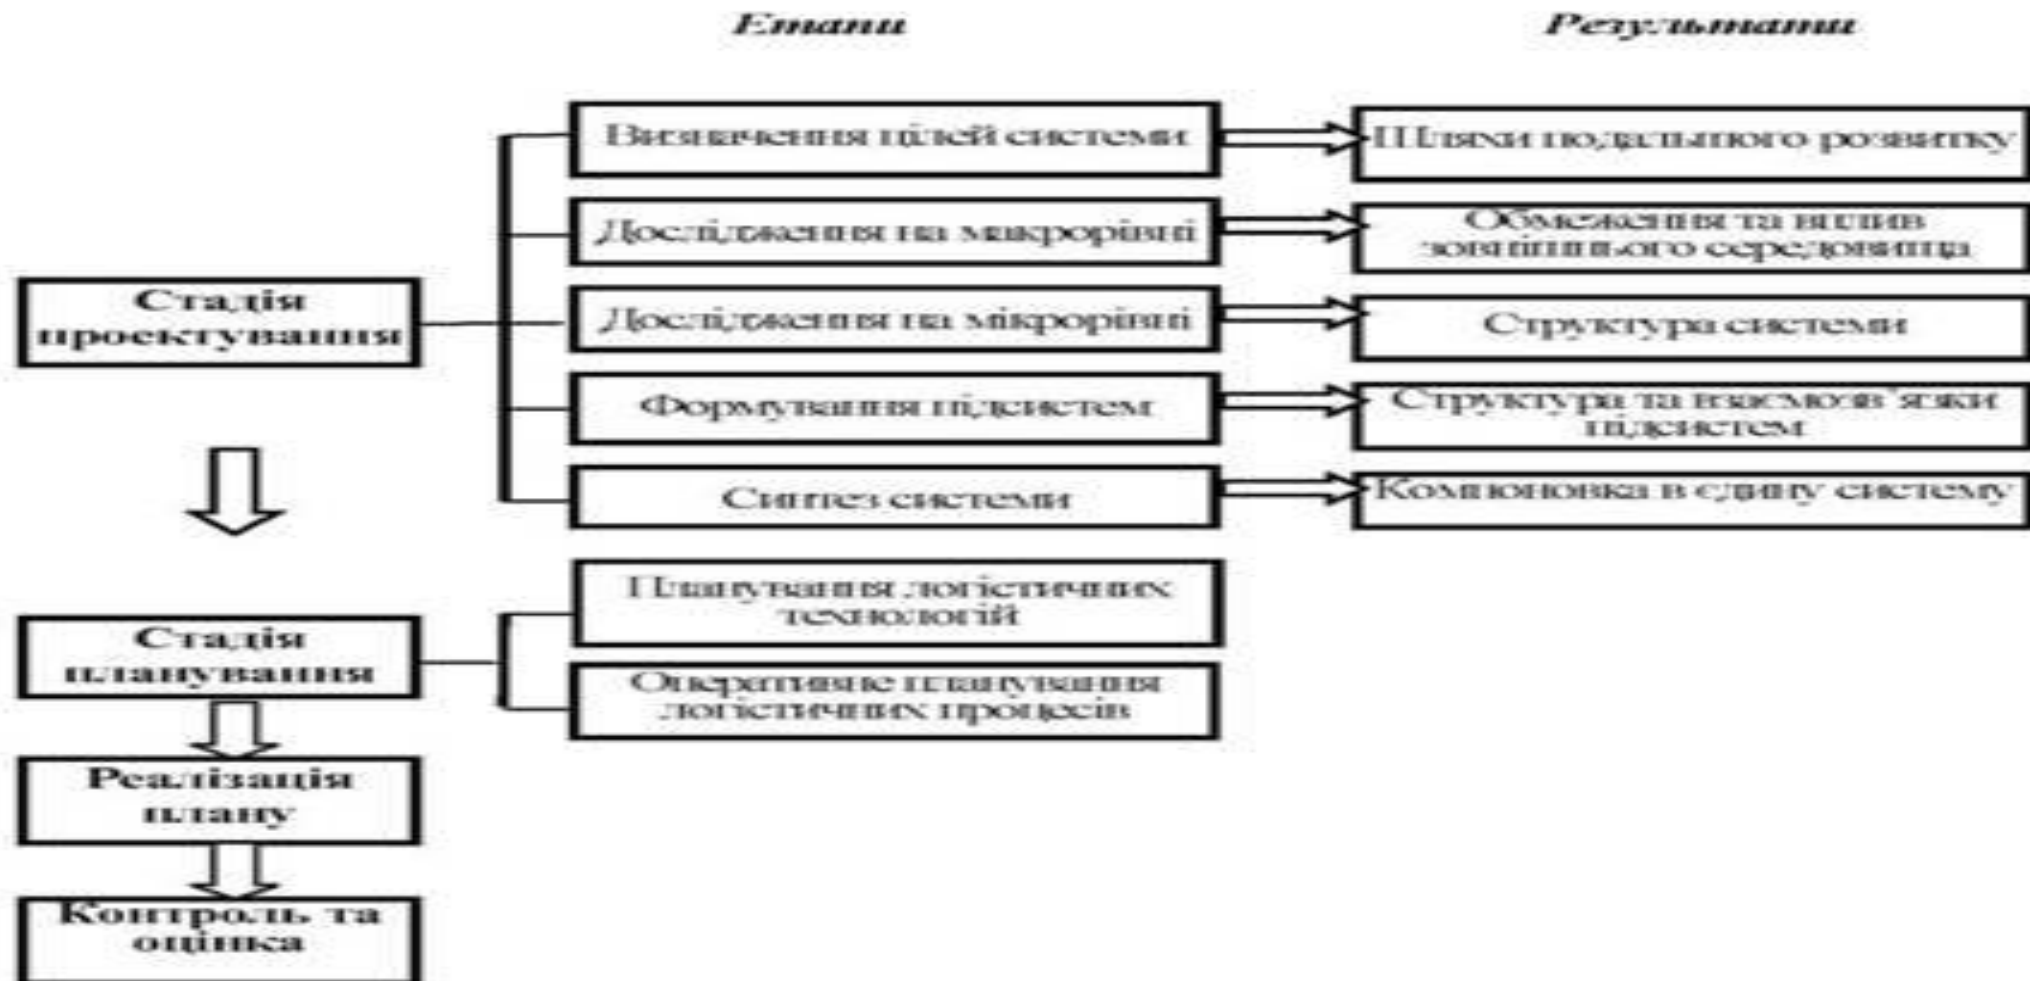 Етапи
Результати
Визначення цілей системи
Шляхи подальшого розвитку
Дослідження на макрорівні
Обмеження та вплив
зовнішнього середовища
Стадія
проектування
Дослідження на мікрорівні
Структура системи
Формування підсистем
Структура та взаємозв'язки
підсистем
Синтез системи
Компоновка в єдину систему
Стадія
планування
Планування логістичних
технологій
Оперативне планування
логістичних процесів
Реалізація
плану
Контроль та
оцінка